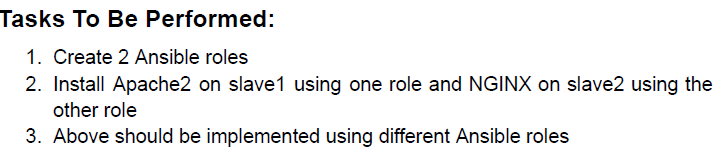 Tasks To Be Performed:
1. Create 2 Ansible roles
2. Install Apache2 on slave1 using one role and NGINX on slave2 using the
other role
3. Above should be implemented using different Ansible roles